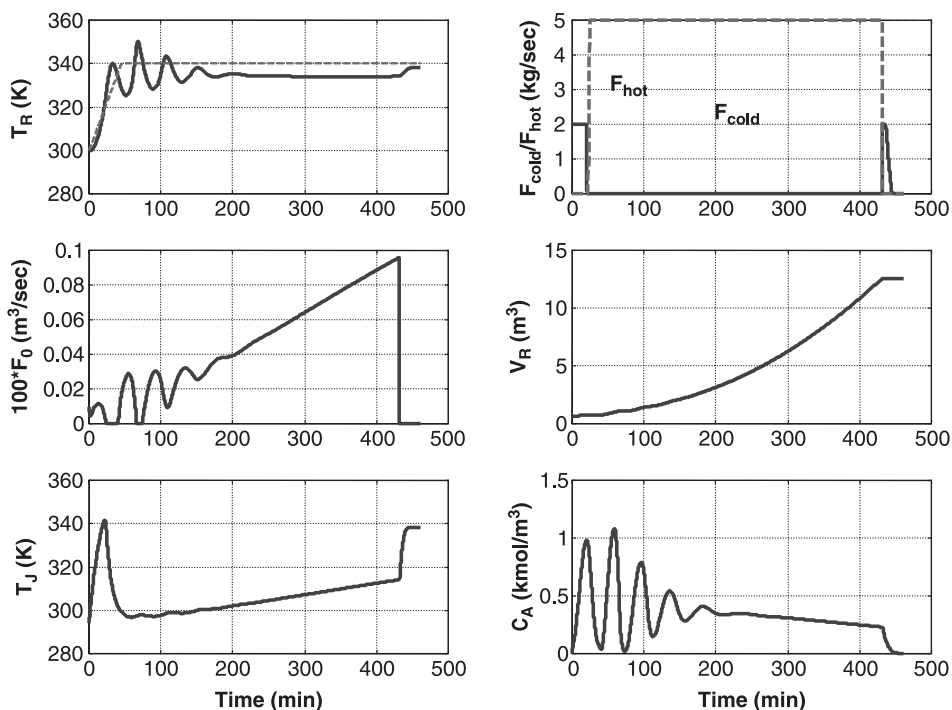 360
340
320
300
280
T_R (K)
0 100 200 300 400 500
5
4
3
2
1
0
F_cold/F_hot (kg/sec)
F_hot
F_cold
0 100 200 300 400 500
0.1
0.08
0.06
0.04
0.02
0
100*F_0 (m^3/sec)
0 100 200 300 400 500
15
10
5
0
V_R (m^3)
0 100 200 300 400 500
360
340
320
300
280
T_J (K)
0 100 200 300 400 500
Time (min)
1.5
1
0.5
0
C_A (kmol/m^3)
0 100 200 300 400 500
Time (min)